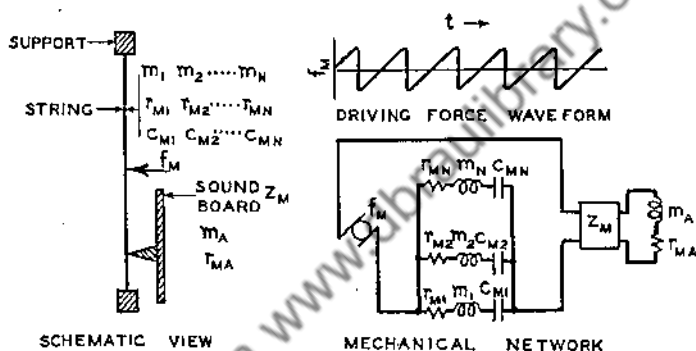 SUPPORT
m₁ m₂ ..... m_N
STRING
r_M1 r_M2 ..... r_MN
C_M1 C_M2 ..... C_MN
f_M
SOUND BOARD Z_M
m_A
r_MA
SCHEMATIC VIEW
t
f_M
DRIVING FORCE WAVE FORM
r_MN m_N C_MN
f_M
r_M2 m₂ C_M2
r_M1 m₁ C_M1
Z_M
m_A
r_MA
MECHANICAL NETWORK
www.dbraulibrary.o